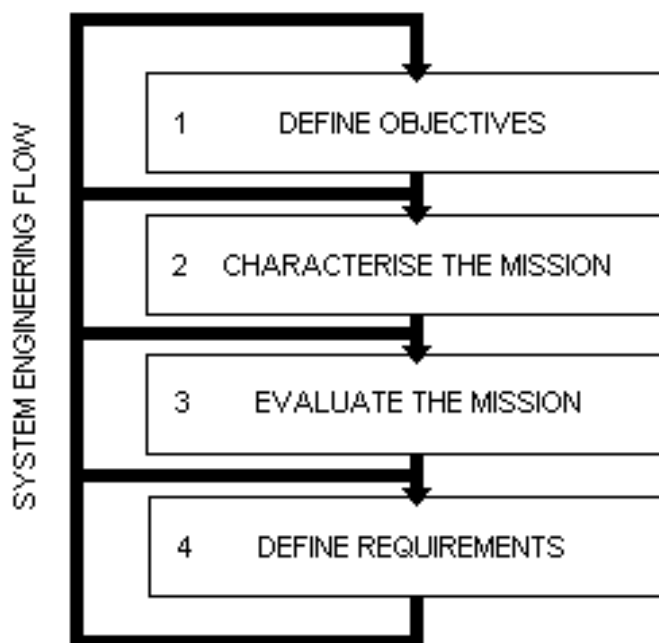 SYSTEM ENGINEERING FLOW
1 DEFINE OBJECTIVES
2 CHARACTERISE THE MISSION
3 EVALUATE THE MISSION
4 DEFINE REQUIREMENTS